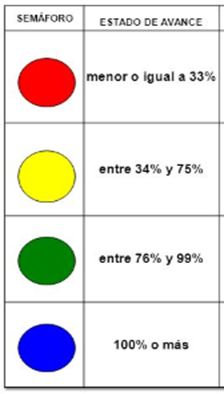 SEMÁFORO ESTADO DE AVANCE
menor o igual a 33%
entre 34% y 75%
entre 76% y 99%
100% o más